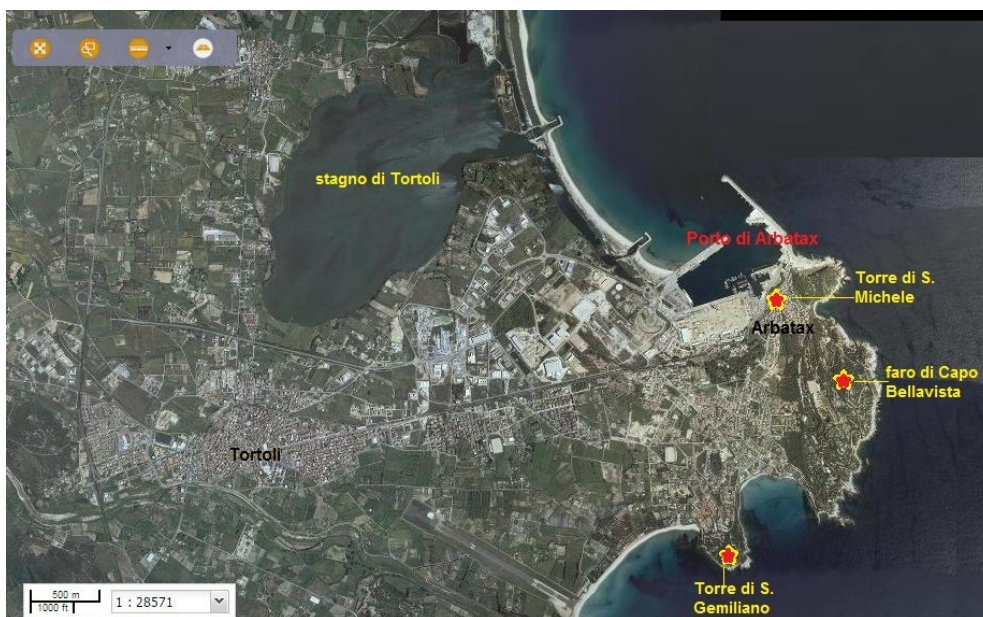 stagno di Tortolì
Porto di Arbatax
Torre di S.
Michele
Arbatax
faro di Capo
Bellavista
Tortolì
Torre di S.
Gemiliano
500 m
1000 ft
1 : 28571